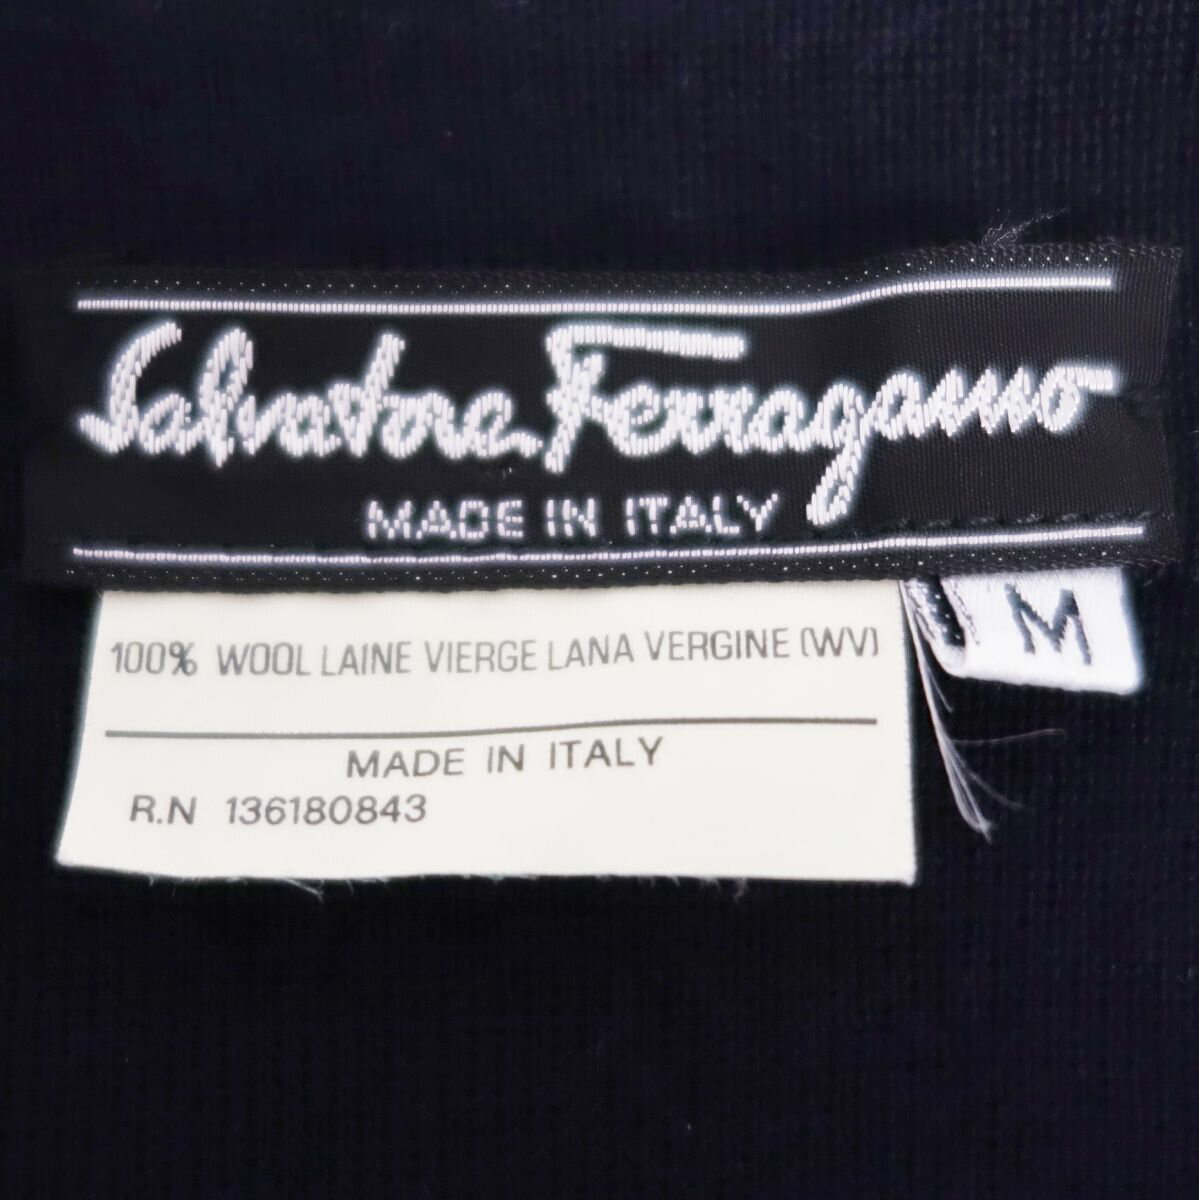 Salvatore Ferragamo
MADE IN ITALY
M
100% WOOL LAINE VIERGE LANA VERGINE (WV)
MADE IN ITALY
R.N 136180843